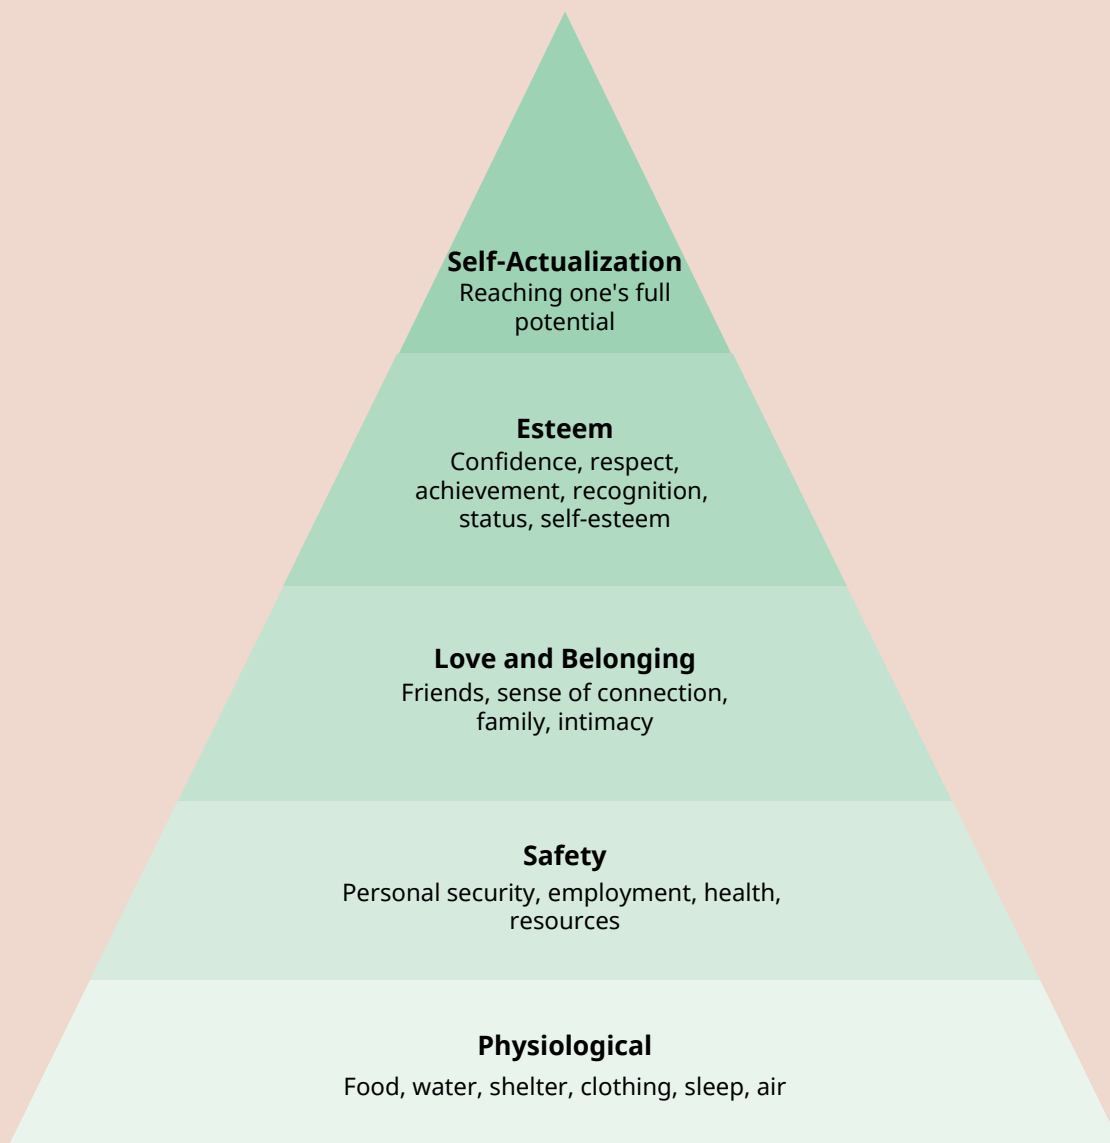 Self-Actualization
Reaching one's full
potential
Esteem
Confidence, respect,
achievement, recognition,
status, self-esteem
Love and Belonging
Friends, sense of connection,
family, intimacy
Safety
Personal security, employment, health,
resources
Physiological
Food, water, shelter, clothing, sleep, air